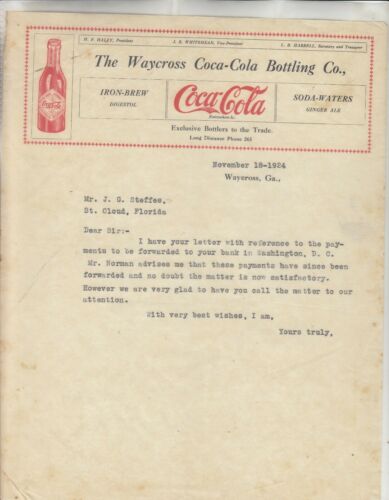 W. F. HALEY, President
J. S. WHITEHEAD, Vice-President
L. D. HARRELL, Secretary and Treasurer
The Waycross Coca-Cola Bottling Co.,
IRON-BREW
DIGESTOL
Coca-Cola
SODA-WATERS
GINGER ALE
Exclusive Bottlers to the Trade.
Long Distance Phone 265
November 18-1924
Waycross, Ga.,
Mr. J. G. Steffee,
St. Cloud, Florida
Dear Sir:-
I have your letter with reference to the pay-
ments to be forwarded to your bank in Washington, D. C.
Mr. Norman advises me that these payments have since been
forwarded and no doubt the matter is now satisfactory.
However we are very glad to have you call the matter to our
attention.
With very best wishes, I am,
Yours truly,